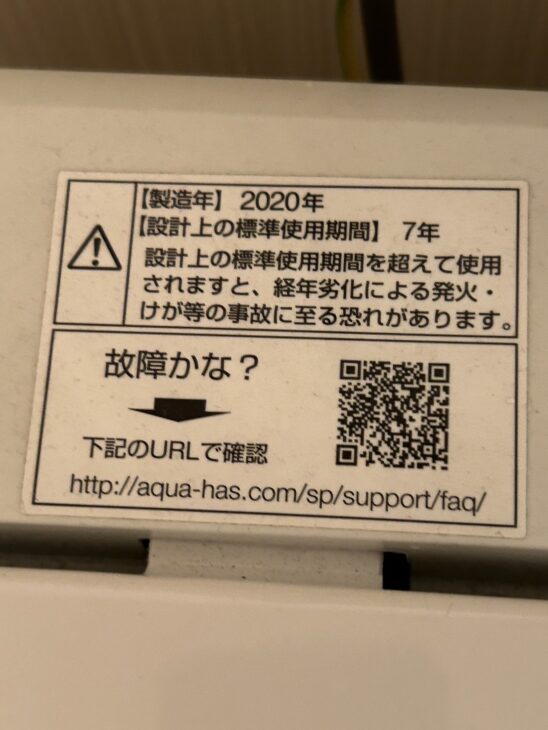 【製造年】 2020年
【設計上の標準使用期間】 7年
設計上の標準使用期間を超えて使用
されますと、経年劣化による発火・
けが等の事故に至る恐れがあります。
故障かな？
下記のURLで確認
http://aqua-has.com/sp/support/faq/